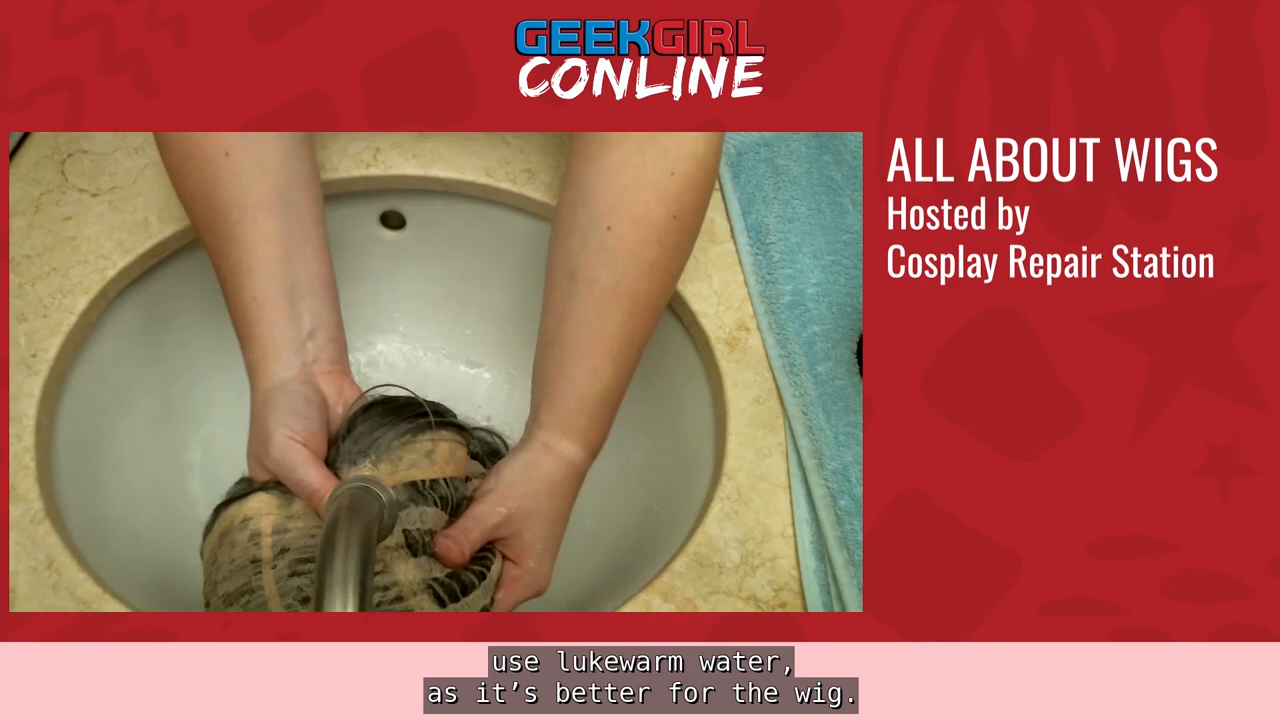 GEEKGIRL
CONLINE
ALL ABOUT WIGS
Hosted by
Cosplay Repair Station
use lukewarm water,
as it’s better for the wig.